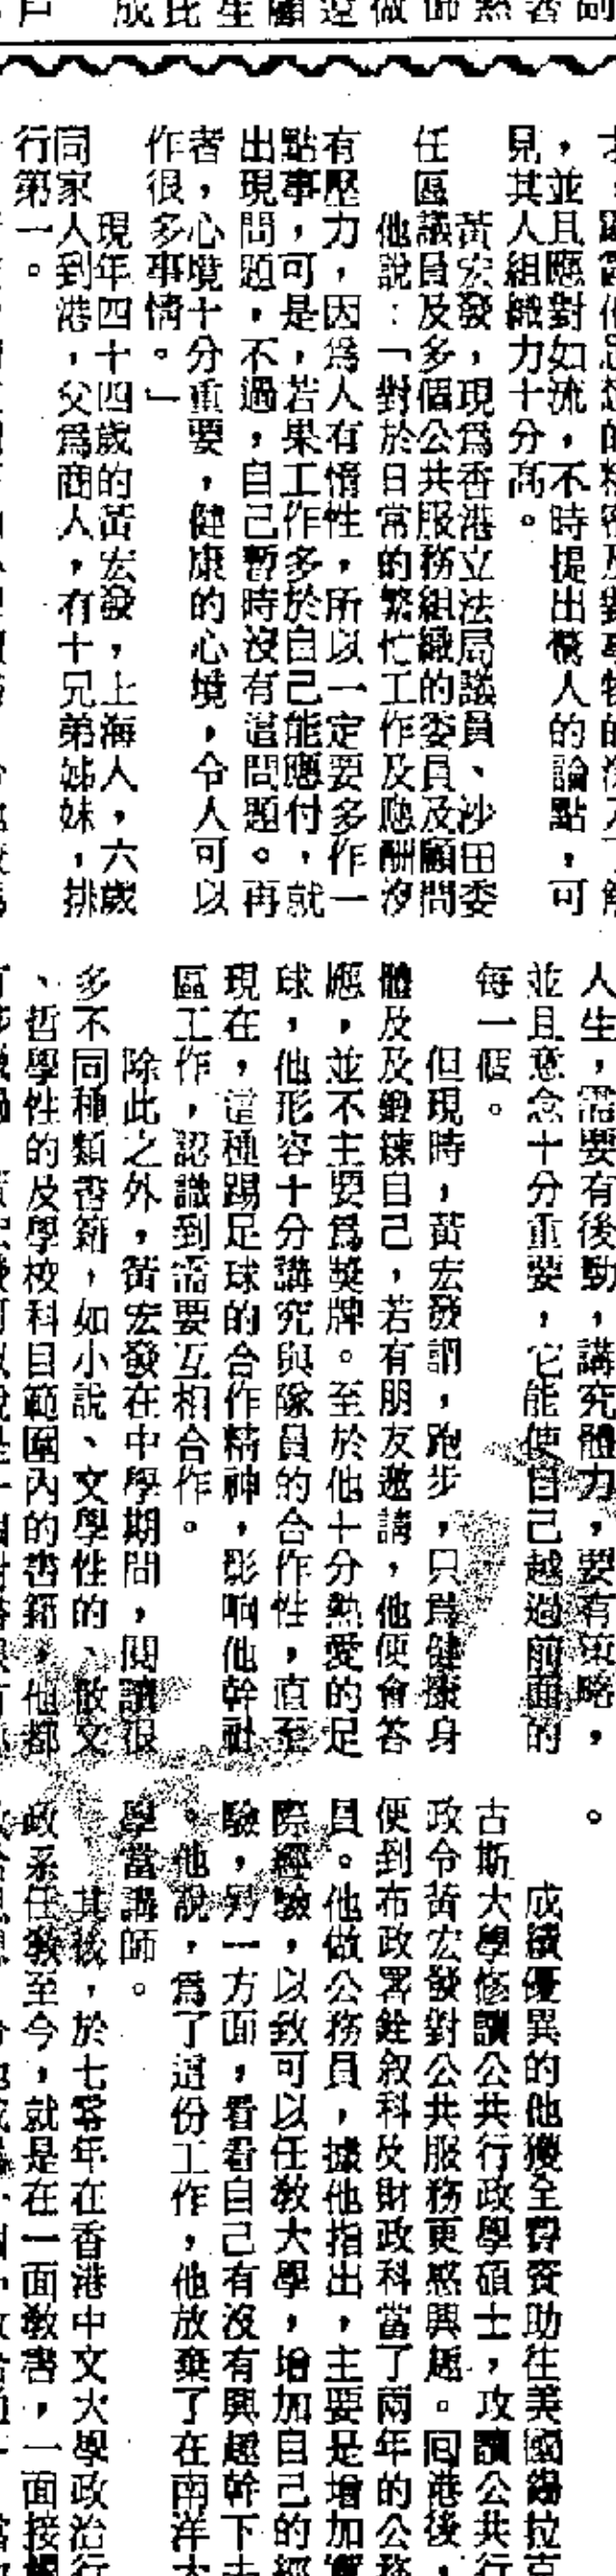 ，並且應對如流，不時提出驚人的論點，可
見其人組織力十分高。
黃宏發，現爲香港立法局議員、沙田委
任區議員及多個公共服務組織的委員及顧問
他說：「對於日常的繁忙工作及應酬沒
有壓力，因爲人有惰性，所以一定要多作一
點事，可是，若果工作多於自己能應付，就
出現問題，不過，自己暫時沒有這問題。再
者，心境十分重要，健康的心境，令人可以
作很多事情。」
現年四十四歲的黃宏發，上海人，六歲
同家人到港，父爲商人，有十兄弟姊妹，排
行第一。
人生，需要有後勁，講究體力，要有策略，
並且意念十分重要，它能使自己越過前面的
每一個。
但現時，黃宏發謂，跑步，只爲健康身
體及及鍛鍊自己，若有朋友邀請，他便會答
應，並不主要爲獎牌。至於他十分熱愛的足
球，他形容十分講究與隊員的合作性，直至
現在，這種踢足球的合作精神，影响他幹社
區工作，認識到需要互相合作。
除此之外，黃宏發在中學期間，閱讀很
多不同種類書籍，如小說、文學性的、散文
、哲學性的及學校科目範圍內的書籍，他都
。
成績優異的他獲全費資助往美國錫拉
古斯大學修讀公共行政學碩士，攻讀公共行
政令黃宏發對公共服務更感興趣。回港後，
便到布政署銓敘科及財政科當了兩年的公務
員。他做公務員，據他指出，主要是增加實
際經驗，以致可以任教大學，增加自己的經
驗，另一方面，看看自己有沒有興趣幹下去
。他說，爲了這份工作，他放棄了在南洋大
學當講師。
其後，於七零年在香港中文大學政治行
政系任教至今，就是在一面教書，一面接